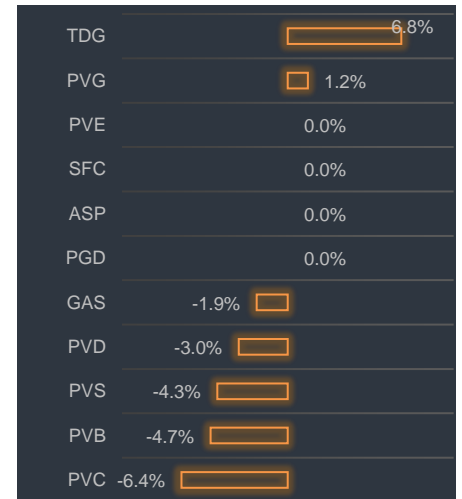 TDG 6.8%
PVG 1.2%
PVE 0.0%
SFC 0.0%
ASP 0.0%
PGD 0.0%
GAS -1.9%
PVD -3.0%
PVS -4.3%
PVB -4.7%
PVC -6.4%